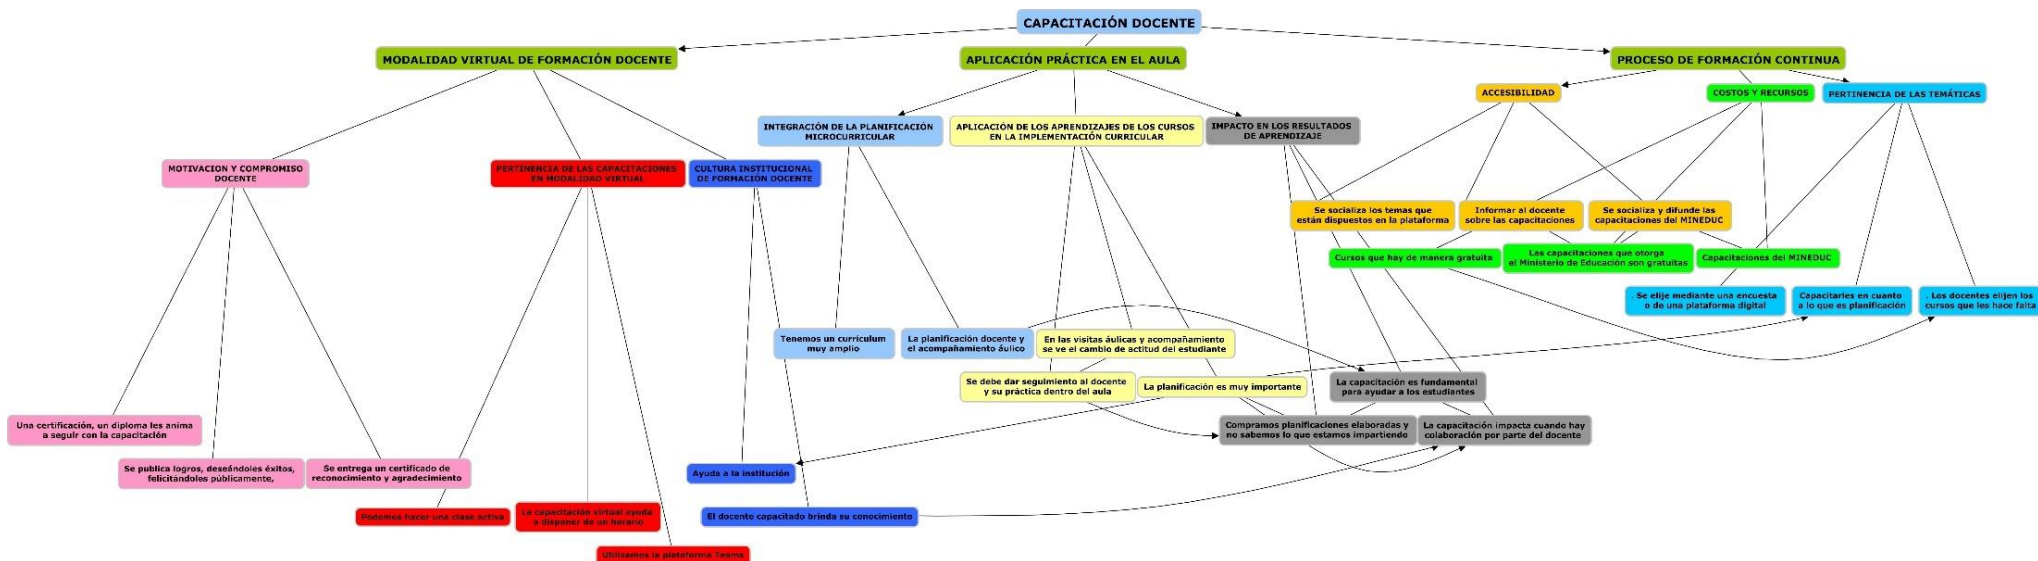 CAPACITACIÓN DOCENTE
MODALIDAD VIRTUAL DE FORMACIÓN DOCENTE
APLICACIÓN PRÁCTICA EN EL AULA
PROCESO DE FORMACIÓN CONTINUA
ACCESIBILIDAD
COSTOS Y RECURSOS
PERTINENCIA DE LAS TEMÁTICAS
INTEGRACIÓN DE LA PLANIFICACIÓN
MICROCURRICULAR
APLICACIÓN DE LOS APRENDIZAJES DE LOS CURSOS
EN LA IMPLEMENTACIÓN CURRICULAR
IMPACTO EN LOS RESULTADOS
DE APRENDIZAJE
MOTIVACION Y COMPROMISO
DOCENTE
PERTINENCIA DE LAS CAPACITACIONES
EN MODALIDAD VIRTUAL
CULTURA INSTITUCIONAL
DE FORMACIÓN DOCENTE
Se socializa los temas que
están dispuestos en la plataforma
Informar al docente
sobre las capacitaciones
Se socializa y difunde las
capacitaciones del MINEDUC
Cursos que hay de manera gratuita
Las capacitaciones que otorga
el Ministerio de Educación son gratuitas
Capacitaciones del MINEDUC
. Se elije mediante una encuesta
o de una plataforma digital
Capacitarles en cuanto
a lo que es planificación
. Los docentes elijen los
cursos que les hace falta
Tenemos un currículum
muy amplio
La planificación docente y
el acompañamiento áulico
En las visitas áulicas y acompañamiento
se ve el cambio de actitud del estudiante
Se debe dar seguimiento al docente
y su práctica dentro del aula
La planificación es muy importante
La capacitación es fundamental
para ayudar a los estudiantes
Compramos planificaciones elaboradas y
no sabemos lo que estamos impartiendo
La capacitación impacta cuando hay
colaboración por parte del docente
Una certificación, un diploma les anima
a seguir con la capacitación
Se publica logros, deseándoles éxitos,
felicitándoles públicamente,
Se entrega un certificado de
reconocimiento y agradecimiento
Ayuda a la institución
Podemos hacer una clase activa
La capacitación virtual ayuda
a disponer de un horario
El docente capacitado brinda su conocimiento
Utilizamos la plataforma Teams